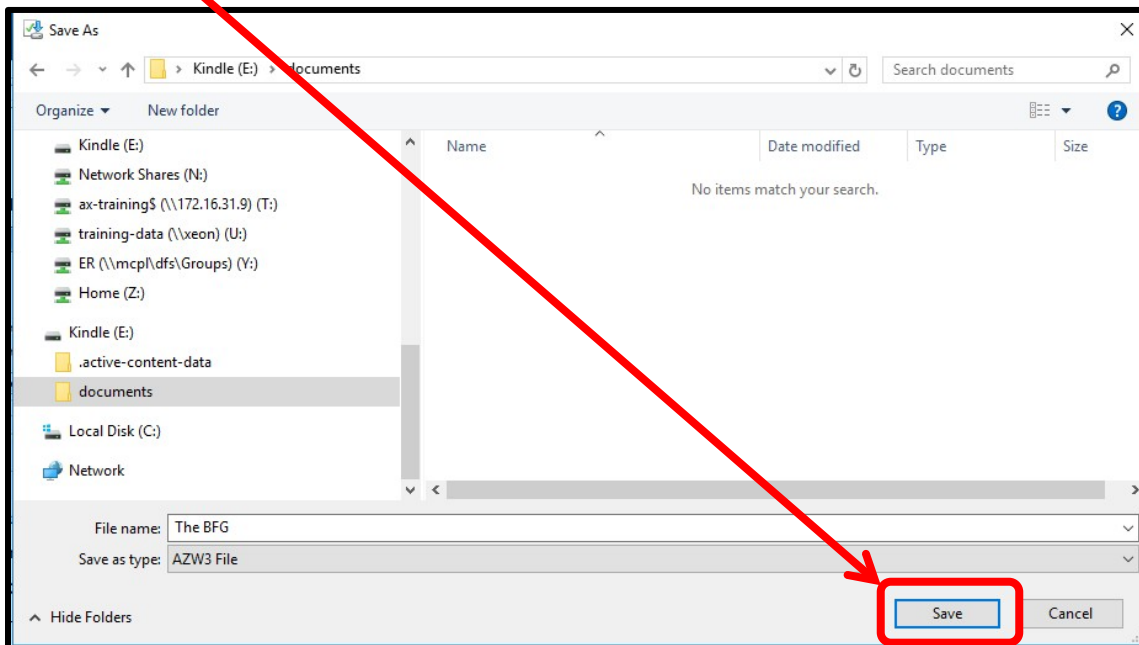 Save As
Kindle (E:) > documents
Search documents
Organize New folder
Kindle (E:)
Network Shares (N:)
ax-training$ (\\172.16.31.9) (T:)
training-data (\\xeon) (U:)
ER (\\mcpl\dfs\Groups) (Y:)
Home (Z:)
Kindle (E:)
.active-content-data
documents
Local Disk (C:)
Network
Name Date modified Type Size
No items match your search.
File name: The BFG
Save as type: AZW3 File
Hide Folders
Save Cancel